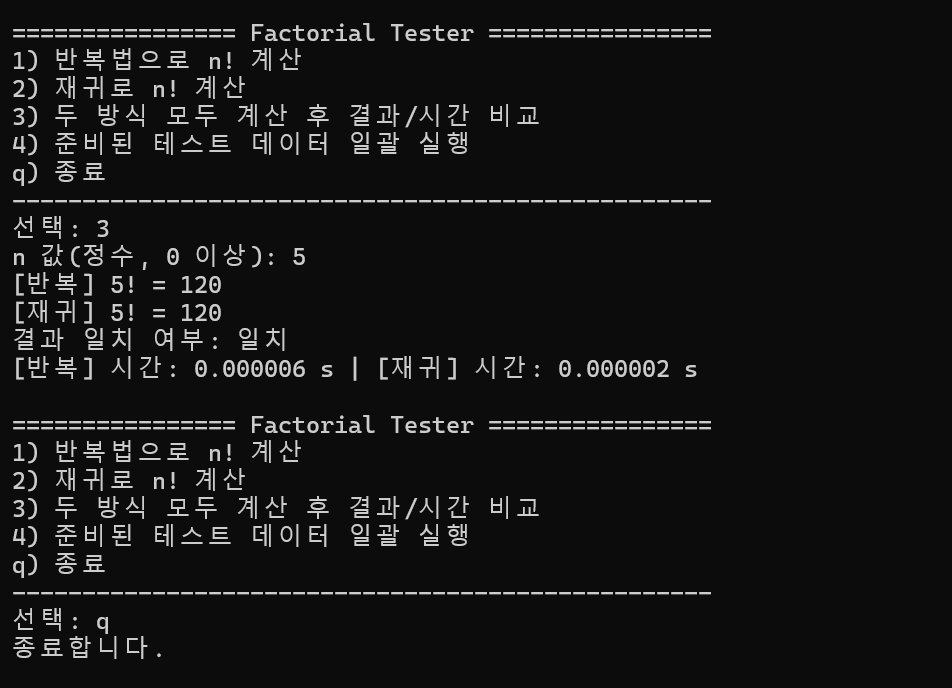 ================ Factorial Tester ================
1) 반복법으로 n! 계산
2) 재귀로 n! 계산
3) 두 방식 모두 계산 후 결과/시간 비교
4) 준비된 테스트 데이터 일괄 실행
q) 종료
--------------------------------------------------
선택: 3
n 값(정수, 0 이상): 5
[반복] 5! = 120
[재귀] 5! = 120
결과 일치 여부: 일치
[반복] 시간: 0.000006 s | [재귀] 시간: 0.000002 s

================ Factorial Tester ================
1) 반복법으로 n! 계산
2) 재귀로 n! 계산
3) 두 방식 모두 계산 후 결과/시간 비교
4) 준비된 테스트 데이터 일괄 실행
q) 종료
--------------------------------------------------
선택: q
종료합니다.